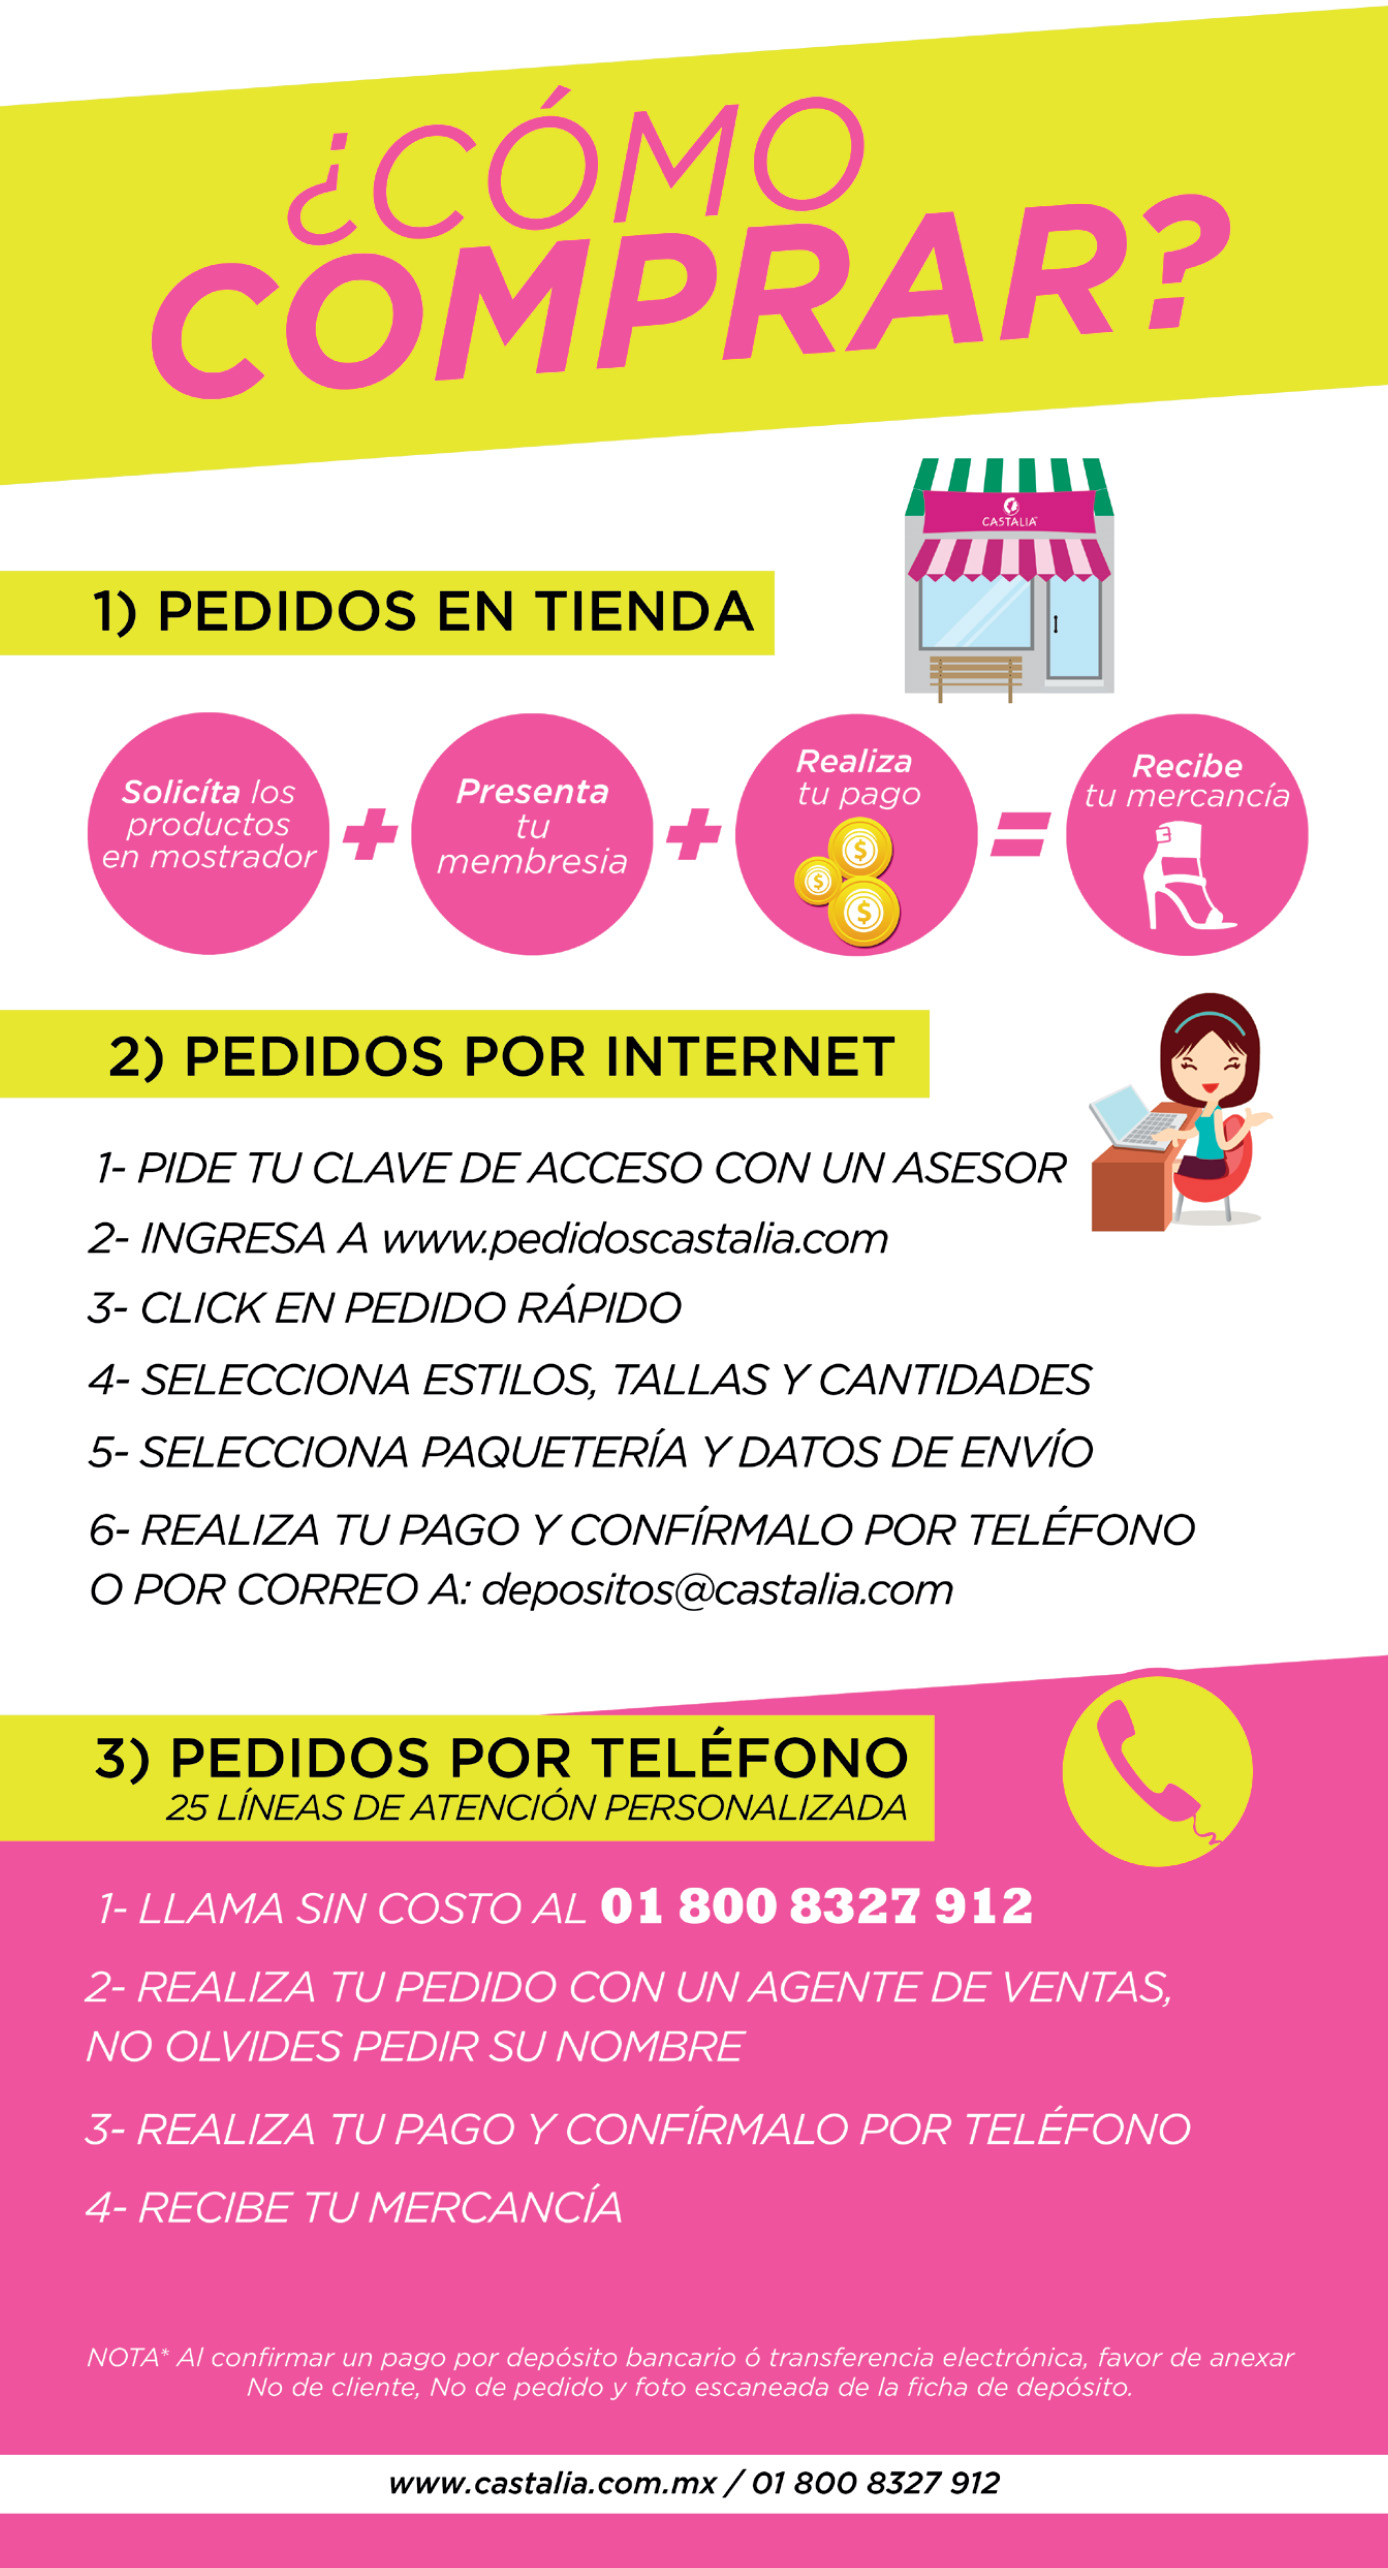 ¿CÓMO
COMPRAR?
CASTALIA
1) PEDIDOS EN TIENDA
Solicíta los
productos
en mostrador
+
Presenta
tu
membresia
+
Realiza
tu pago
$
$
$
=
Recibe
tu mercancía
2) PEDIDOS POR INTERNET
1- PIDE TU CLAVE DE ACCESO CON UN ASESOR
2- INGRESA A www.pedidoscastalia.com
3- CLICK EN PEDIDO RÁPIDO
4- SELECCIONA ESTILOS, TALLAS Y CANTIDADES
5- SELECCIONA PAQUETERÍA Y DATOS DE ENVÍO
6- REALIZA TU PAGO Y CONFÍRMALO POR TELÉFONO
O POR CORREO A: depositos@castalia.com
3) PEDIDOS POR TELÉFONO
25 LÍNEAS DE ATENCIÓN PERSONALIZADA
1- LLAMA SIN COSTO AL 01 800 8327 912
2- REALIZA TU PEDIDO CON UN AGENTE DE VENTAS,
NO OLVIDES PEDIR SU NOMBRE
3- REALIZA TU PAGO Y CONFÍRMALO POR TELÉFONO
4- RECIBE TU MERCANCÍA
NOTA* Al confirmar un pago por depósito bancario ó transferencia electrónica, favor de anexar
No de cliente, No de pedido y foto escaneada de la ficha de depósito.
www.castalia.com.mx / 01 800 8327 912